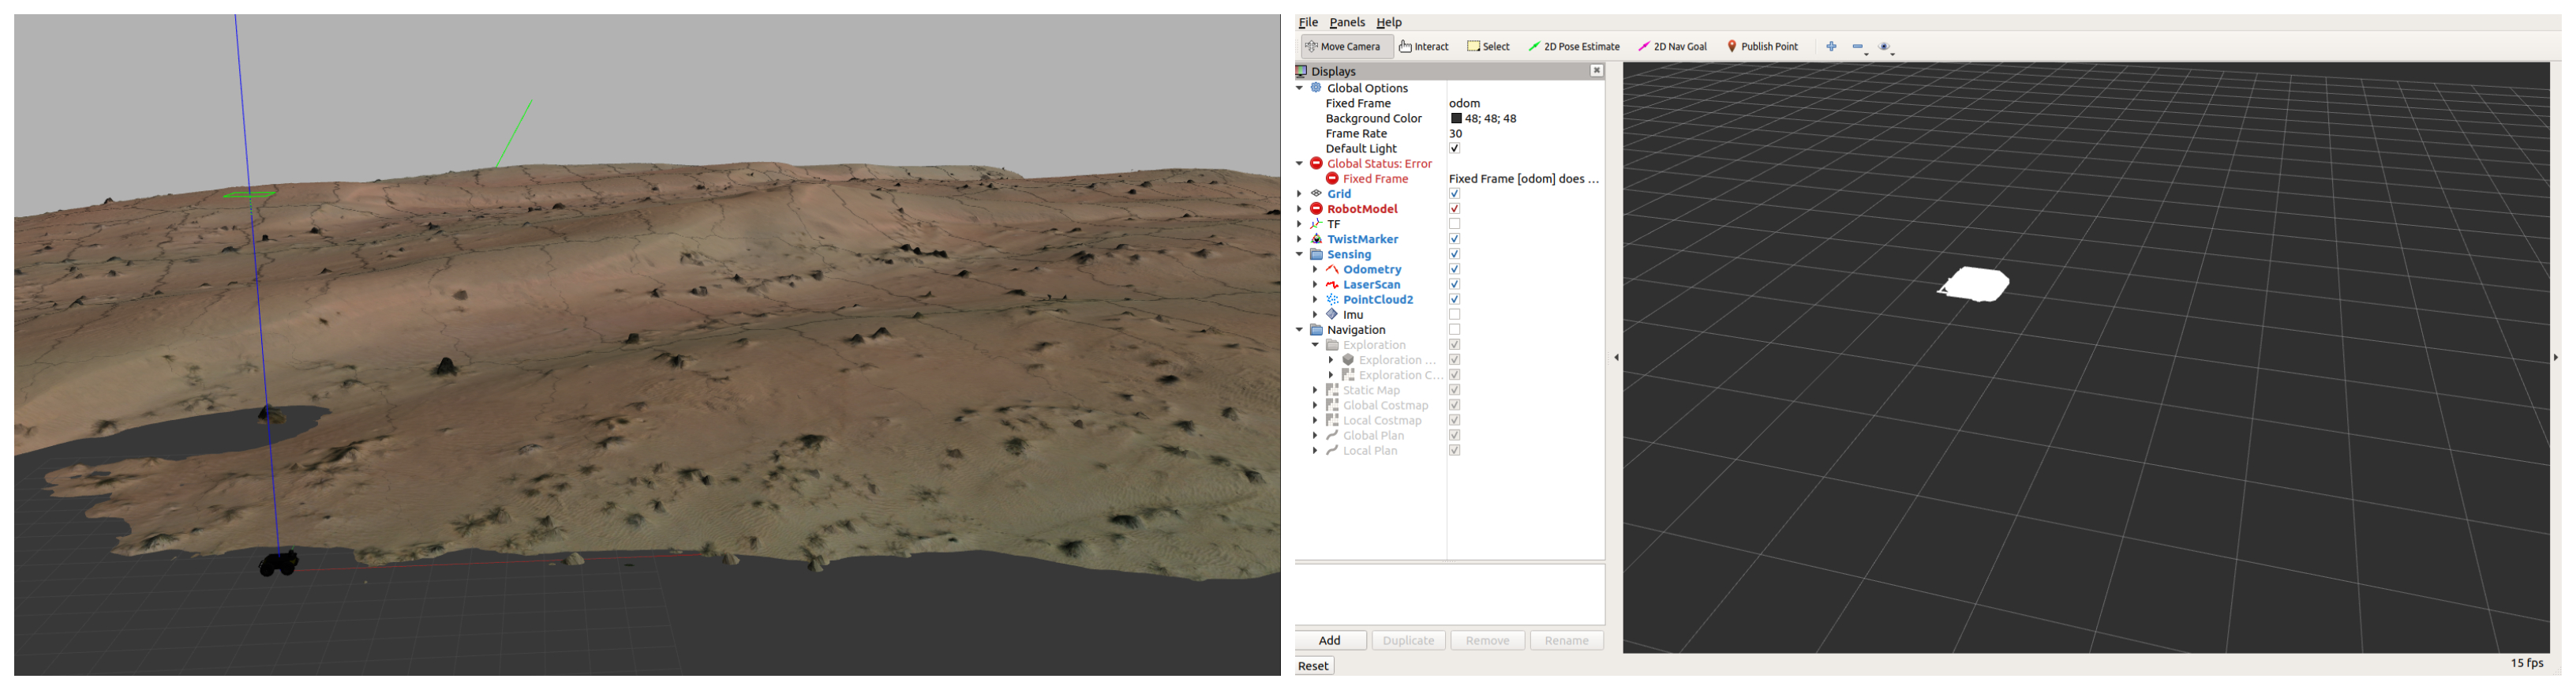 File Panels Help
Move Camera Interact Select 2D Pose Estimate 2D Nav Goal Publish Point
Displays
Global Options
Fixed Frame odom
Background Color 48; 48; 48
Frame Rate 30
Default Light
Global Status: Error
Fixed Frame Fixed Frame [odom] does ...
Grid
RobotModel
TF
TwistMarker
Sensing
Odometry
LaserScan
PointCloud2
Imu
Navigation
Exploration
Exploration ...
Exploration C...
Static Map
Global Costmap
Local Costmap
Global Plan
Local Plan
Add Duplicate Remove Rename
Reset
15 fps